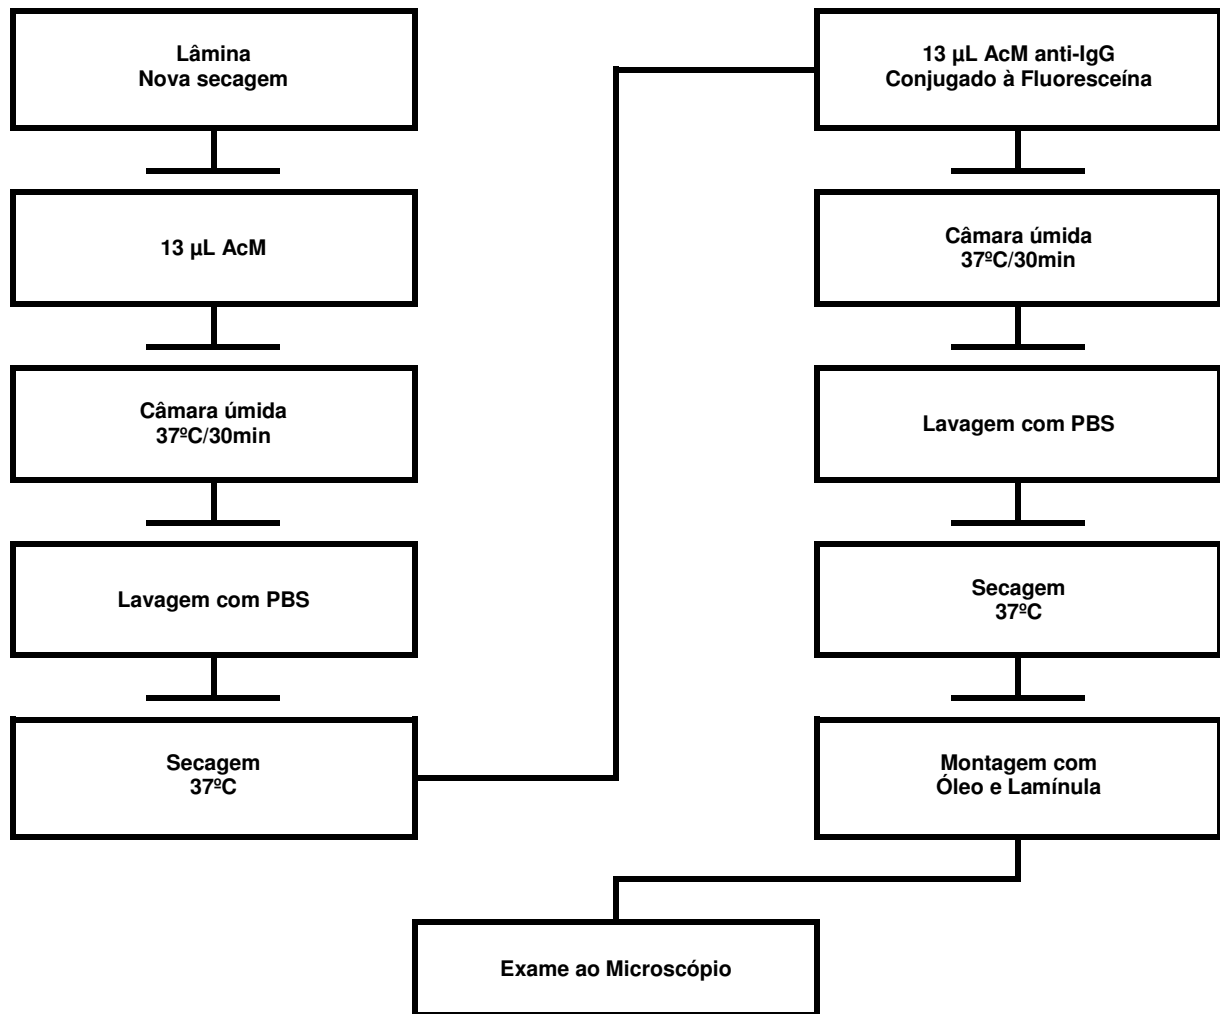 Lâmina
Nova secagem
13 µL AcM
Câmara úmida
37ºC/30min
Lavagem com PBS
Secagem
37ºC
13 µL AcM anti-IgG
Conjugado à Fluoresceína
Câmara úmida
37ºC/30min
Lavagem com PBS
Secagem
37ºC
Montagem com
Óleo e Lamínula
Exame ao Microscópio